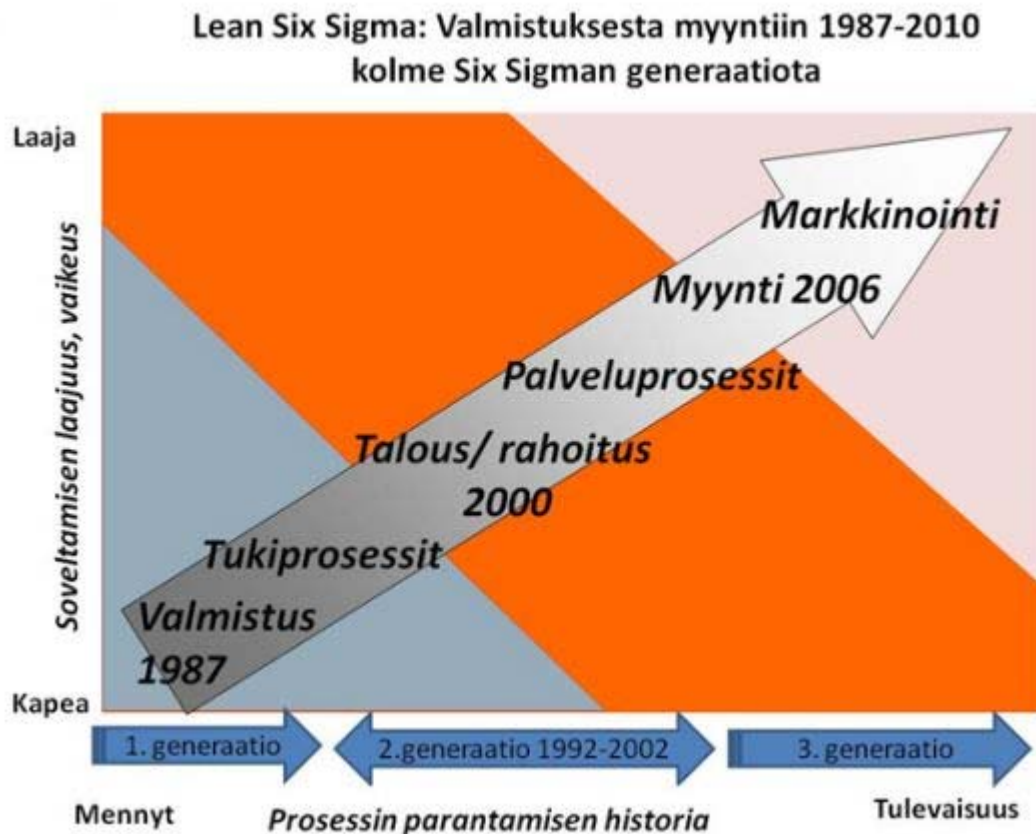 Lean Six Sigma: Valmistuksesta myyntiin 1987-2010
kolme Six Sigman generaatiota
Laaja
Soveltamisen laajuus, vaikeus
Kapea
Markkinointi
Myynti 2006
Palveluprosessit
Talous/ rahoitus
2000
Tukiprosessit
Valmistus
1987
1. generaatio
2.generaatio 1992-2002
3. generaatio
Mennyt
Prosessin parantamisen historia
Tulevaisuus